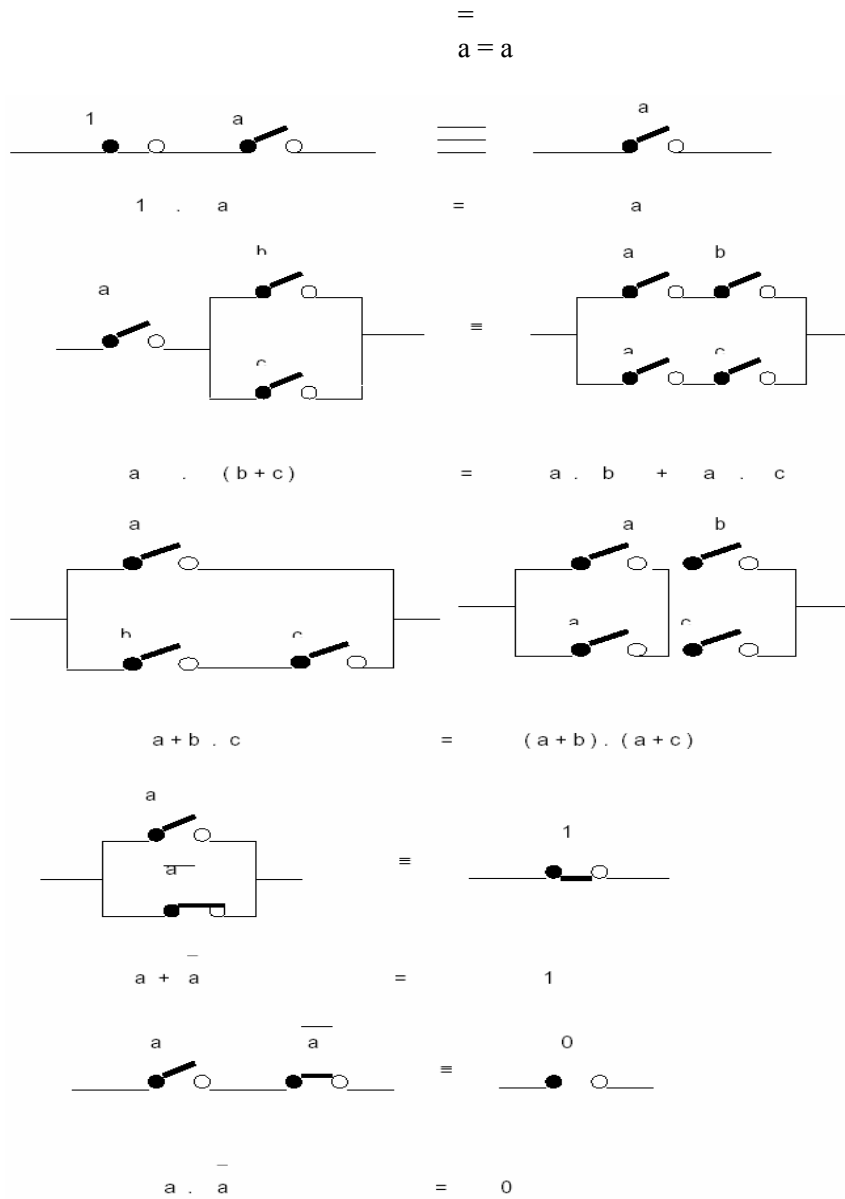 =
a = a
1 a a
1 . a = a
b a b
a
≡
c a c
a . ( b + c ) = a . b + a . c
a a b
b c a c
a + b . c = ( a + b ) . ( a + c )
a
1
≡
a̅
a + a̅ = 1
a a̅ 0
≡
a . a̅ = 0